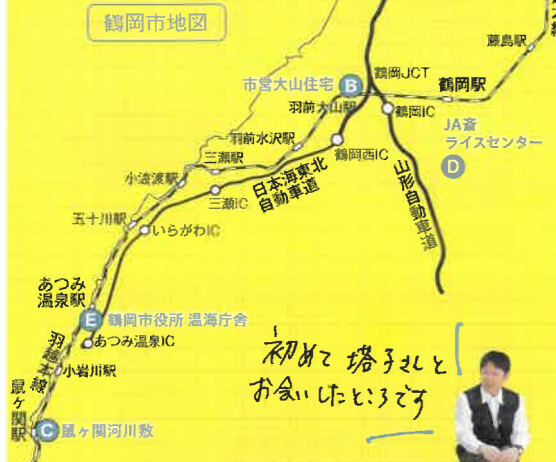 鶴岡市地図
藤島駅
市営大山住宅
B
鶴岡JCT
鶴岡駅
羽前大山駅
鶴岡IC
JA斎
ライスセンター
D
羽前水沢駅
鶴岡西IC
三瀬駅
小波渡駅
日本海東北
自動車道
山形自動車道
三瀬IC
五十川駅
いらがわIC
あつみ
温泉駅
E
鶴岡市役所 温海庁舎
あつみ温泉IC
羽越本線
小岩川駅
鼠ヶ関駅
C
鼠ヶ関河川敷
初めて 塔子さんと
お会いしたところです